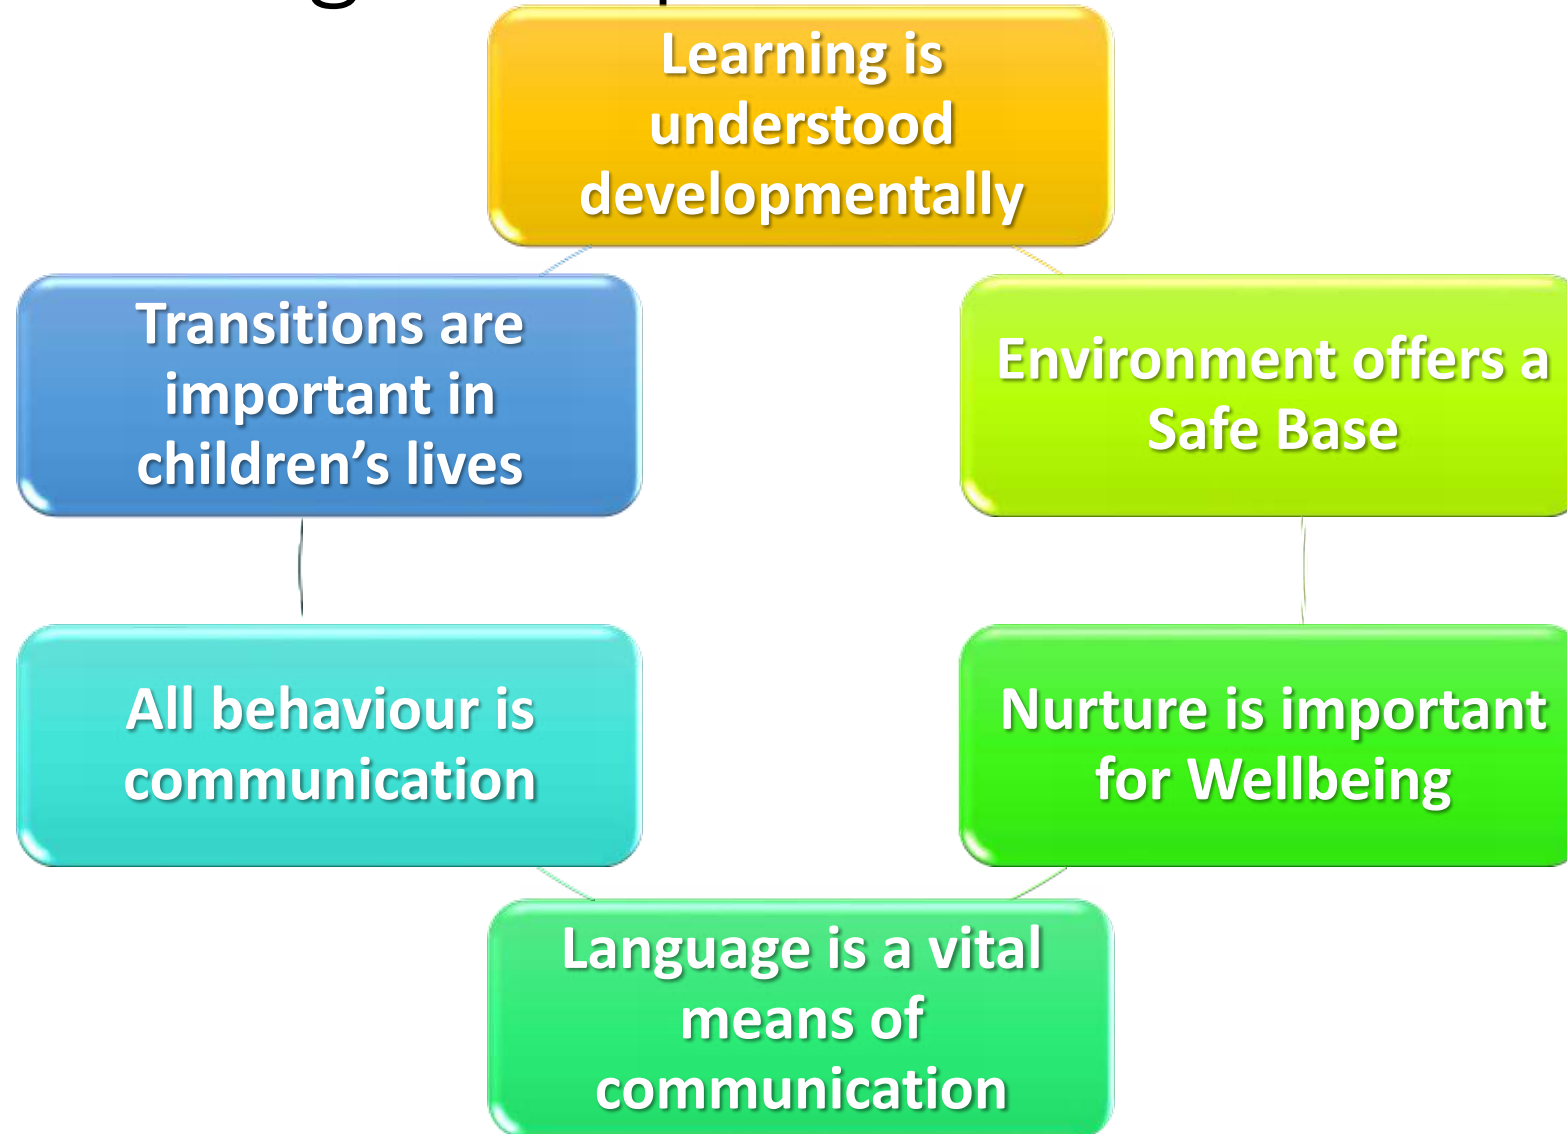 Learning is
understood
developmentally
Environment offers a
Safe Base
Nurture is important
for Wellbeing
Language is a vital
means of
communication
All behaviour is
communication
Transitions are
important in
children’s lives